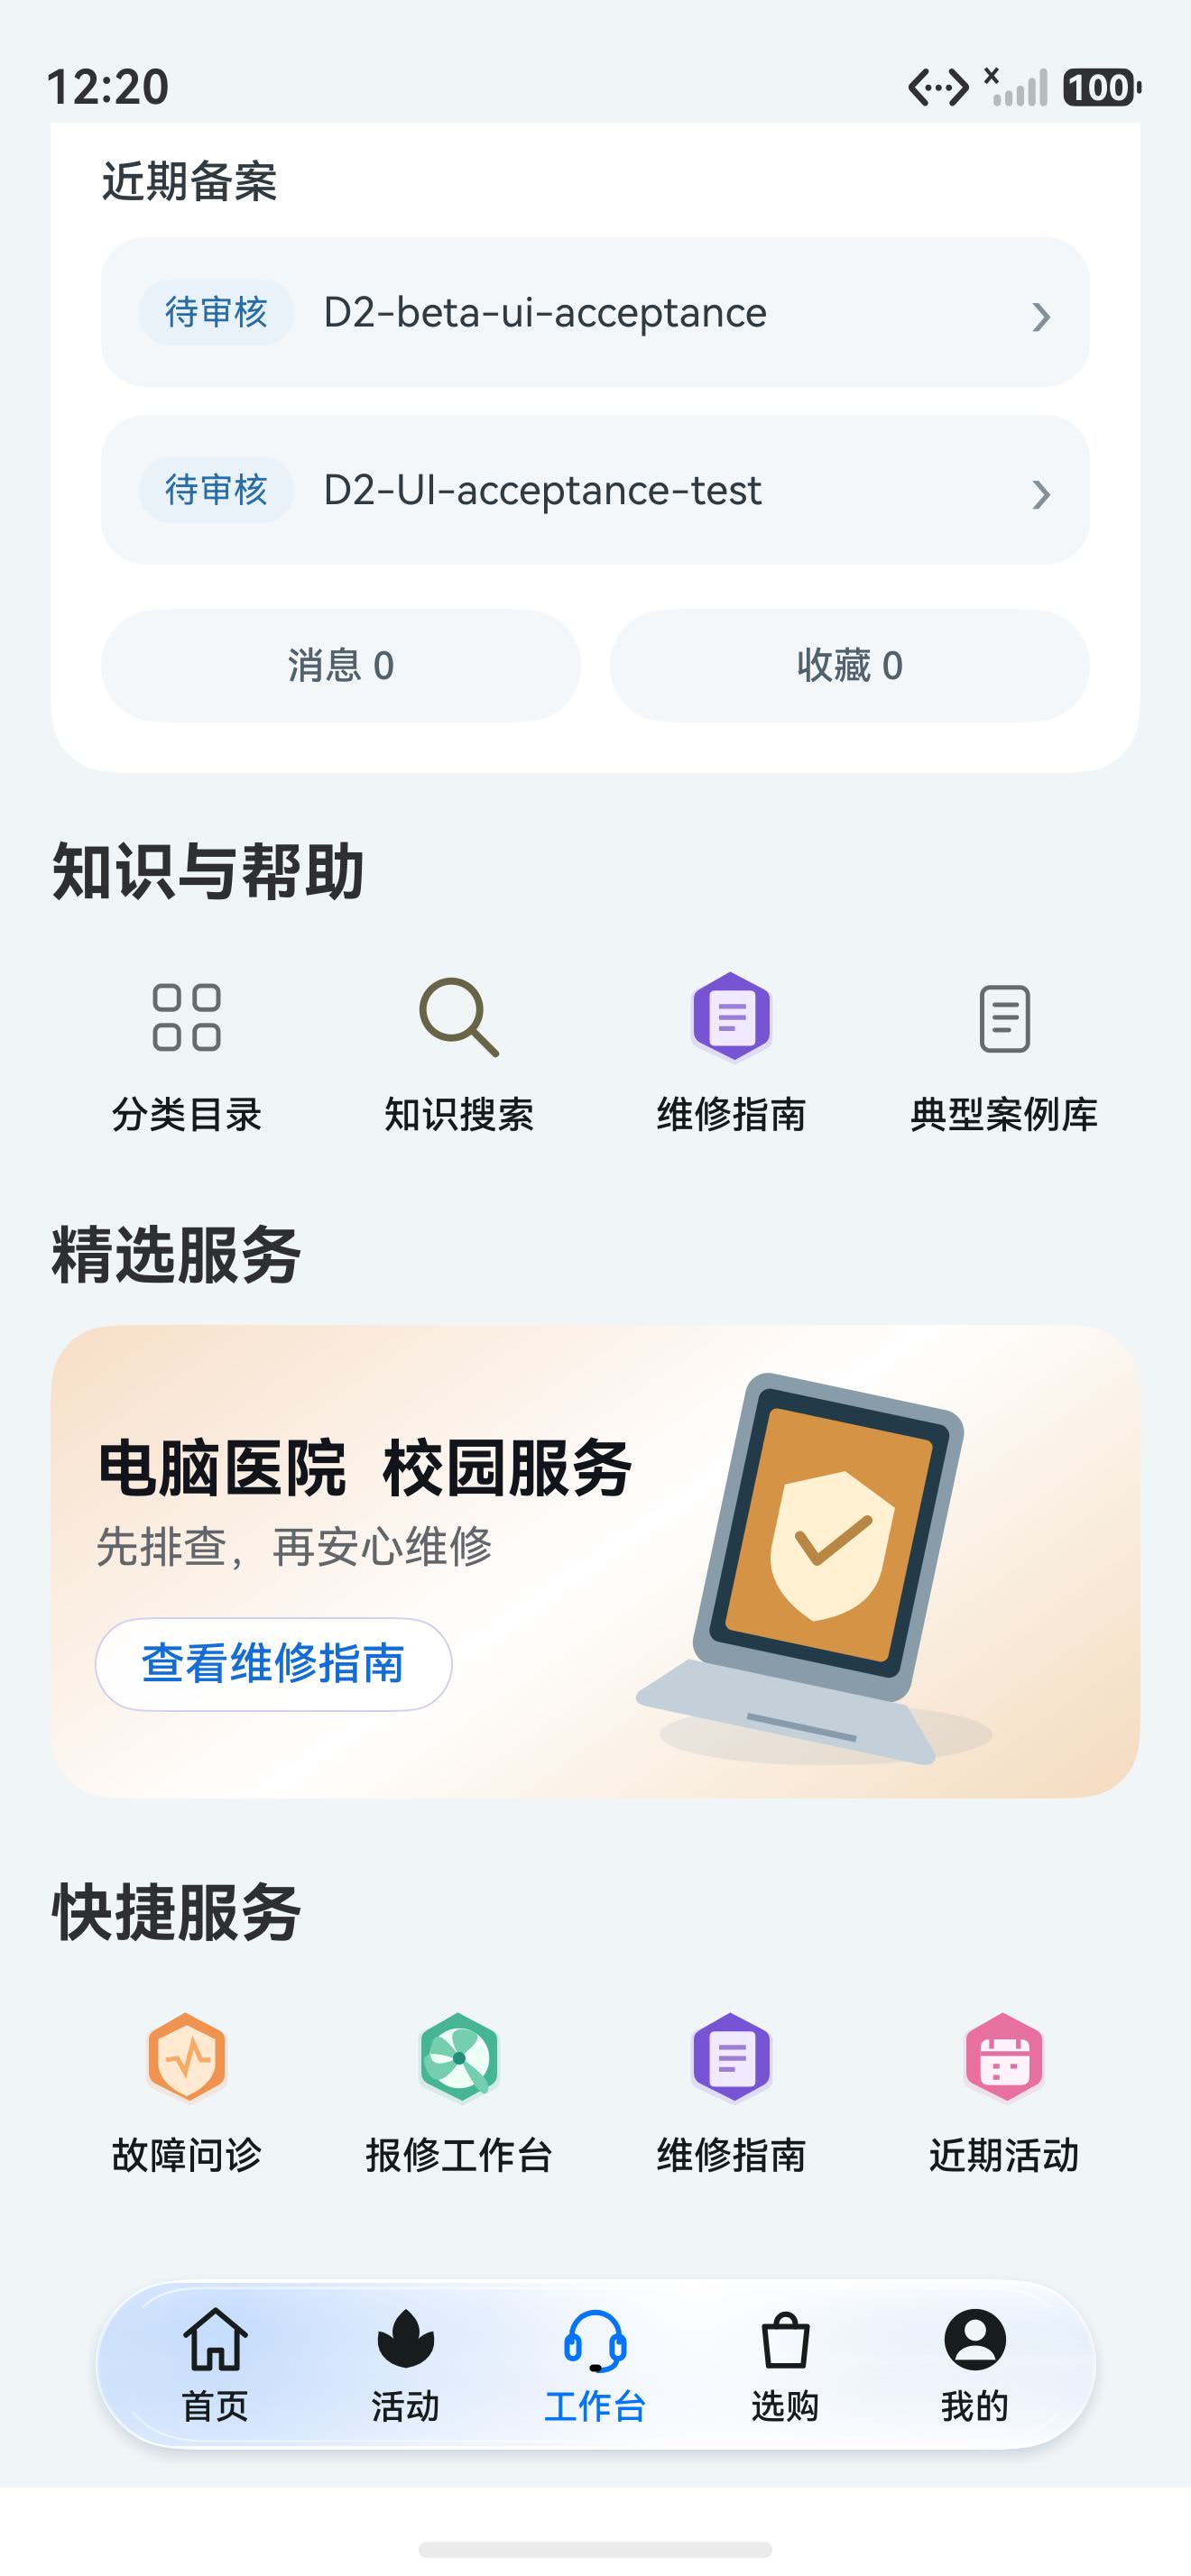 12:20
100
近期备案
待审核 D2-beta-ui-acceptance
待审核 D2-UI-acceptance-test
消息 0 收藏 0
知识与帮助
分类目录 知识搜索 维修指南 典型案例库
精选服务
电脑医院 校园服务
先排查，再安心维修
查看维修指南
快捷服务
故障问诊 报修工作台 维修指南 近期活动
首页 活动 工作台 选购 我的